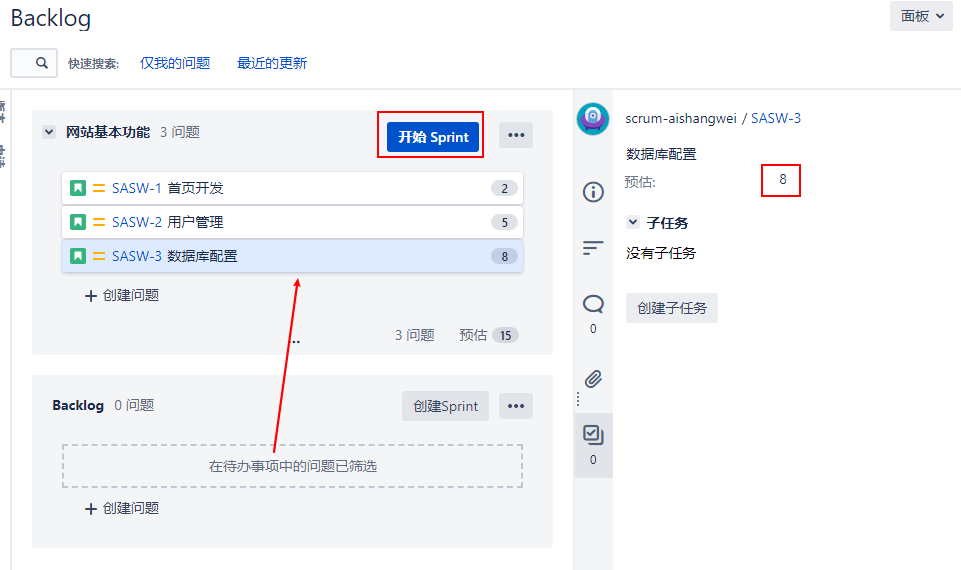 Backlog
面板
快速搜索:
仅我的问题
最近的更新
网站基本功能 3 问题
开始 Sprint
•••
SASW-1 首页开发 2
SASW-2 用户管理 5
SASW-3 数据库配置 8
+ 创建问题
...
3 问题 预估 15
Backlog 0 问题
创建Sprint
•••
在待办事项中的问题已筛选
+ 创建问题
0
0
scrum-aishangwei / SASW-3
数据库配置
预估: 8
子任务
没有子任务
创建子任务